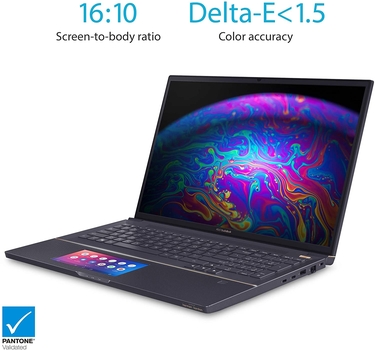 16:10
Screen-to-body ratio
Delta-E<1.5
Color accuracy
PANTONE®
Validated